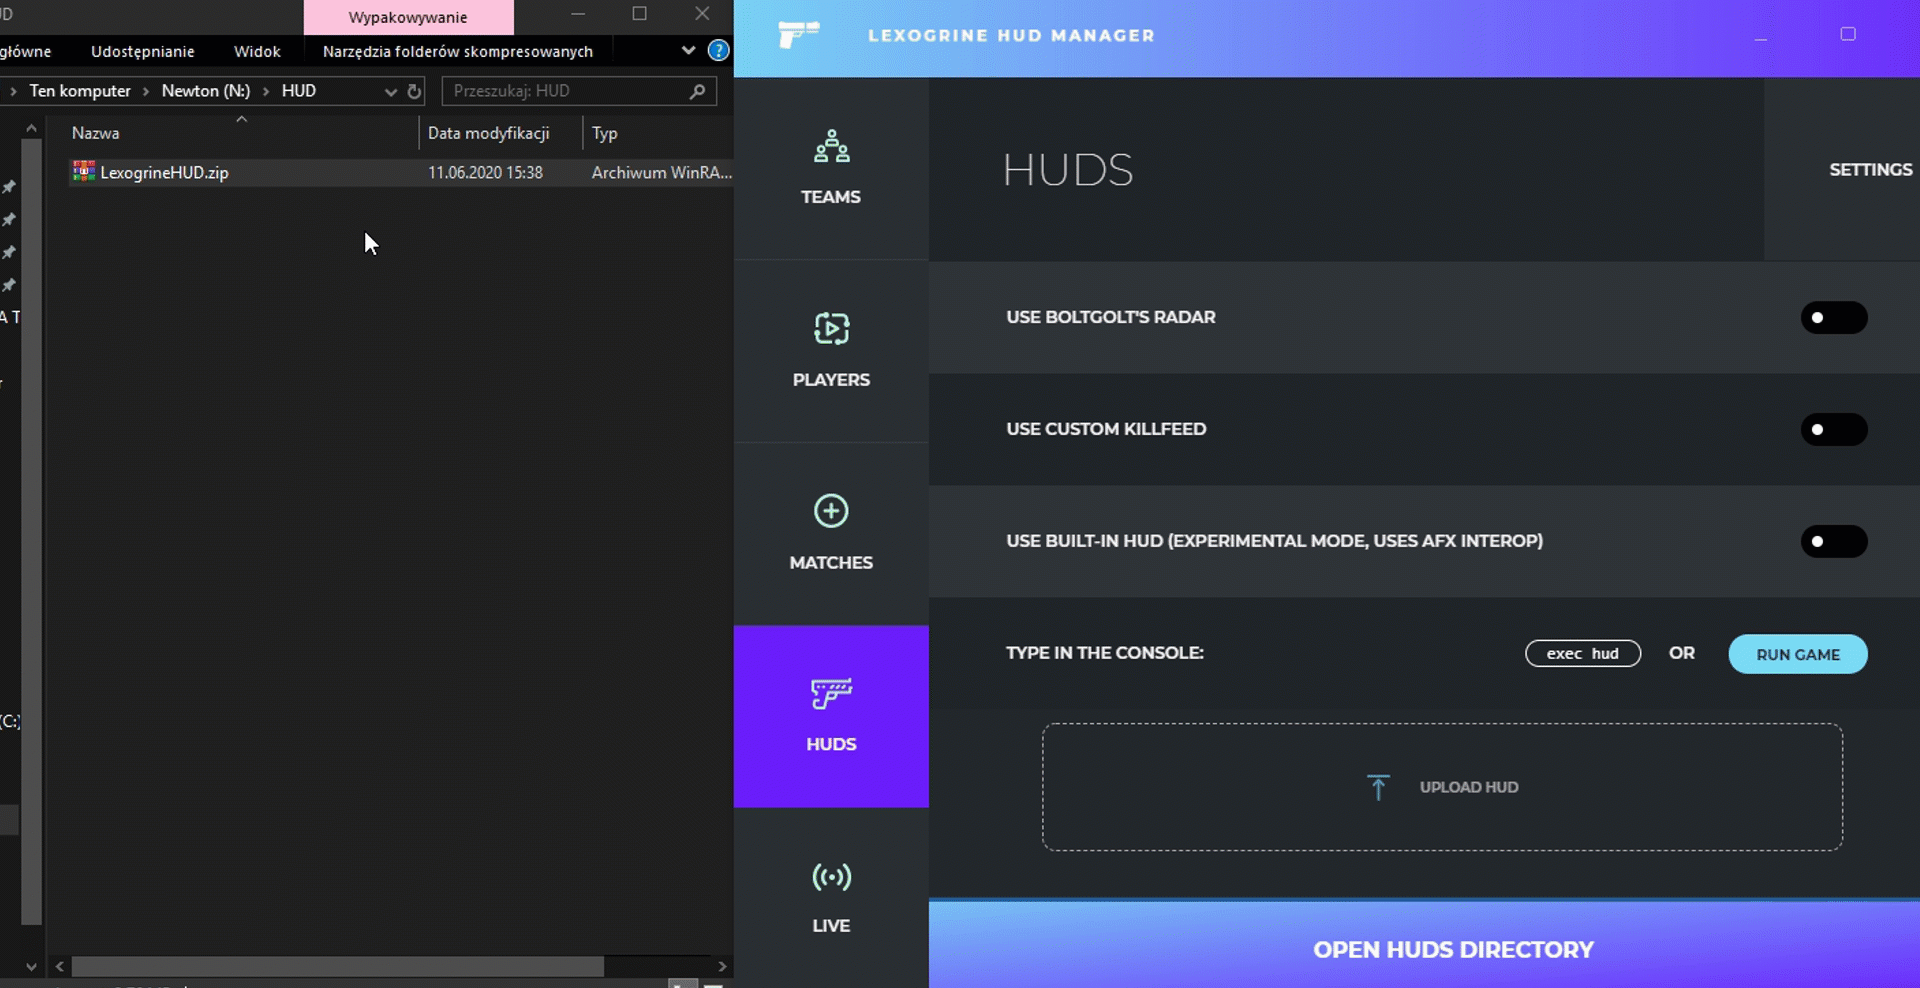 D
Wypakowywanie
główne Udostępnianie Widok Narzędzia folderów skompresowanych
?
Ten komputer > Newton (N:) > HUD
Przeszukaj: HUD
Nazwa Data modyfikacji Typ
LexogrineHUD.zip 11.06.2020 15:38 Archiwum WinRA...
A T
r
(C:)
LEXOGRINE HUD MANAGER
TEAMS
PLAYERS
MATCHES
HUDS
LIVE
HUDS
SETTINGS
USE BOLTGOLT'S RADAR
USE CUSTOM KILLFEED
USE BUILT-IN HUD (EXPERIMENTAL MODE, USES AFX INTEROP)
TYPE IN THE CONSOLE: exec hud OR RUN GAME
UPLOAD HUD
OPEN HUDS DIRECTORY